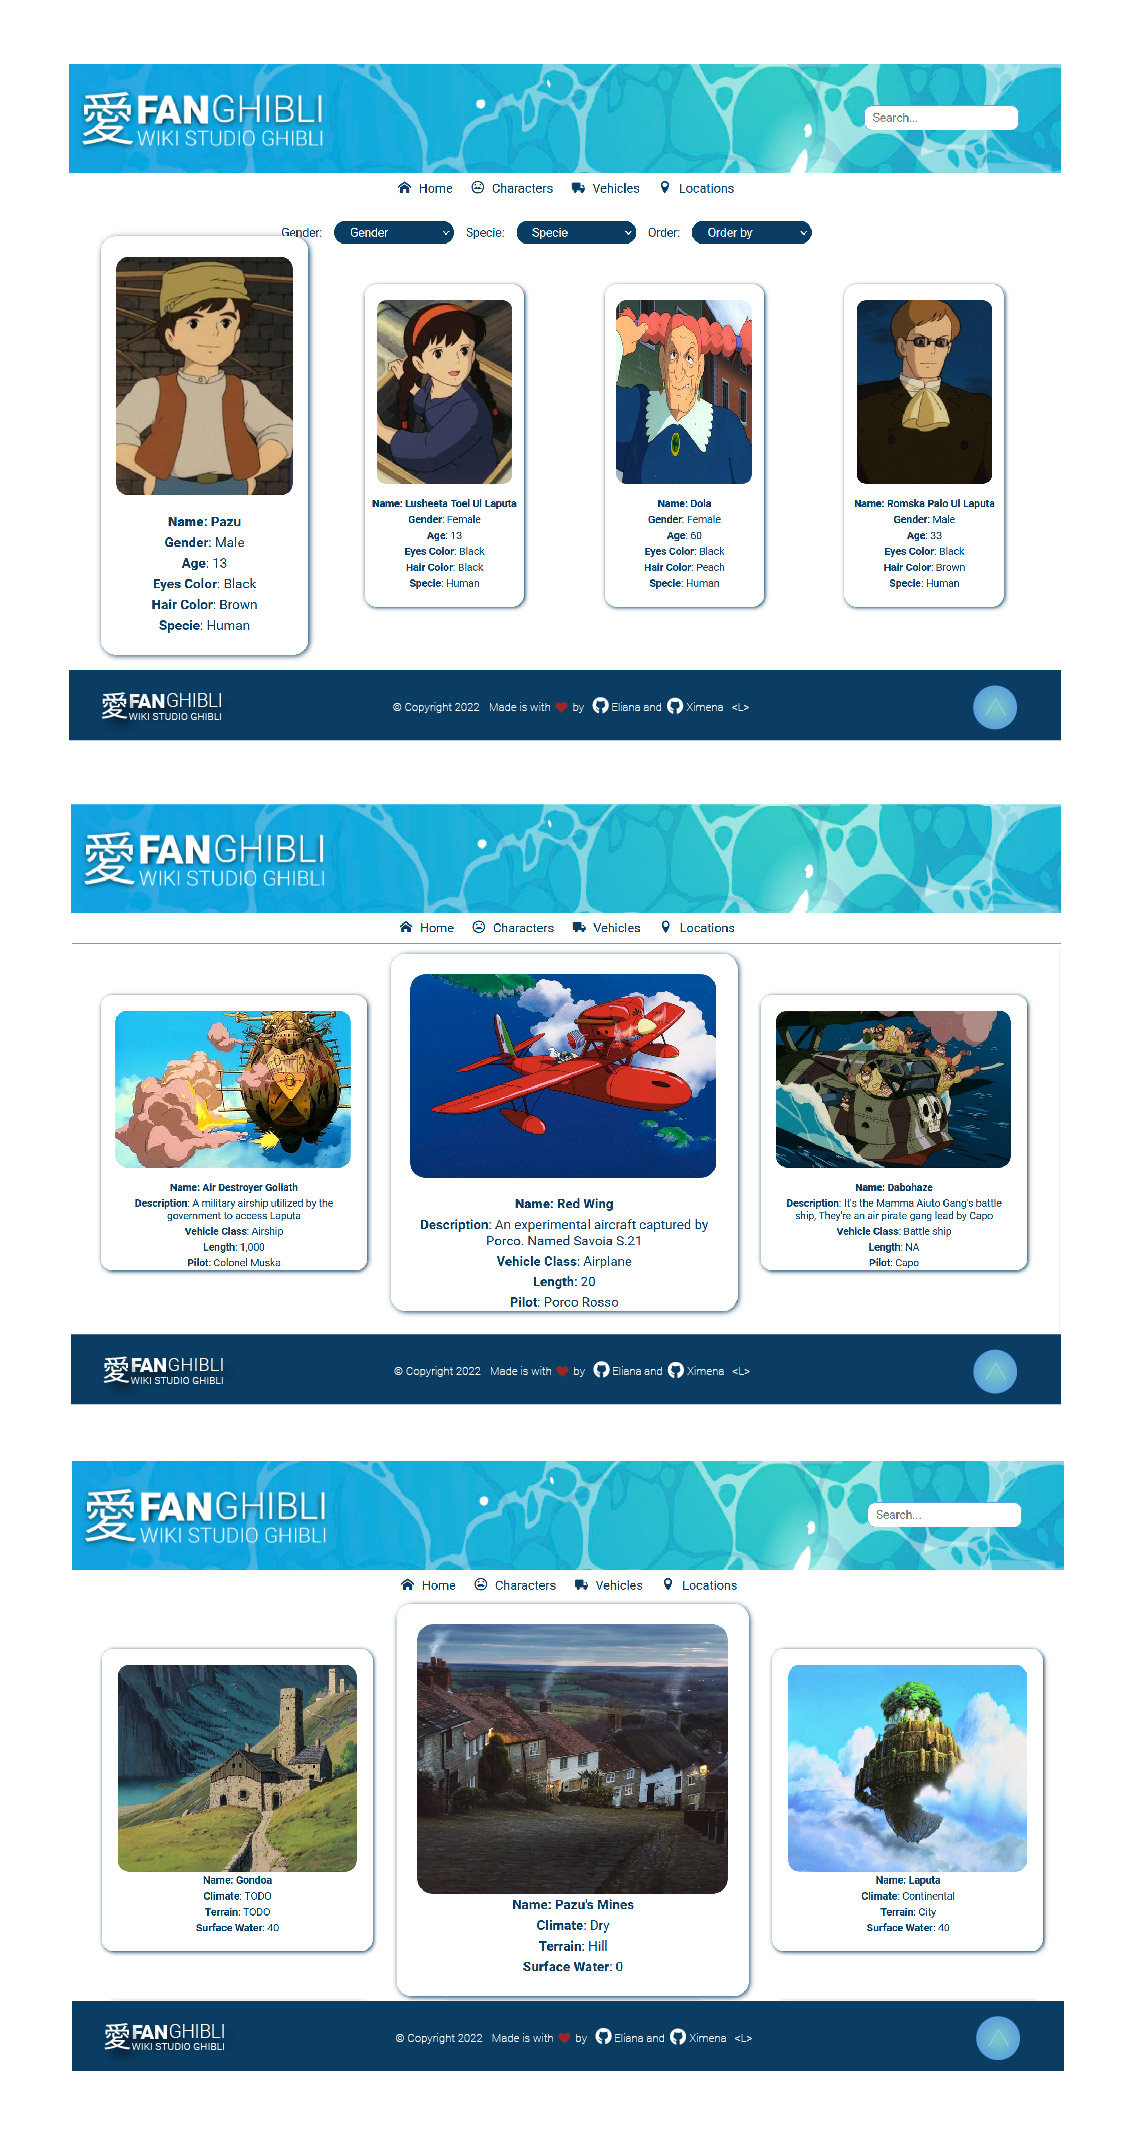 愛 FANGHIBLI
WIKI STUDIO GHIBLI
Search...
Home Characters Vehicles Locations
Gender: Gender Specie: Specie Order: Order by
Name: Pazu
Gender: Male
Age: 13
Eyes Color: Black
Hair Color: Brown
Specie: Human
Name: Lusheeta Toel Ul Laputa
Gender: Female
Age: 13
Eyes Color: Black
Hair Color: Black
Specie: Human
Name: Dola
Gender: Female
Age: 60
Eyes Color: Black
Hair Color: Peach
Specie: Human
Name: Romska Palo Ul Laputa
Gender: Male
Age: 33
Eyes Color: Black
Hair Color: Brown
Specie: Human
愛 FANGHIBLI
WIKI STUDIO GHIBLI
© Copyright 2022 Made is with ❤ by Eliana and Ximena <L>
愛 FANGHIBLI
WIKI STUDIO GHIBLI
Home Characters Vehicles Locations
Name: Air Destroyer Goliath
Description: A military airship utilized by the
government to access Laputa
Vehicle Class: Airship
Length: 1,000
Pilot: Colonel Muska
Name: Red Wing
Description: An experimental aircraft captured by
Porco. Named Savoia S.21
Vehicle Class: Airplane
Length: 20
Pilot: Porco Rosso
Name: Dabohaze
Description: It's the Mamma Aiuto Gang's battle
ship, They're an air pirate gang lead by Capo
Vehicle Class: Battle ship
Length: NA
Pilot: Capo
愛 FANGHIBLI
WIKI STUDIO GHIBLI
© Copyright 2022 Made is with ❤ by Eliana and Ximena <L>
愛 FANGHIBLI
WIKI STUDIO GHIBLI
Search...
Home Characters Vehicles Locations
Name: Gondoa
Climate: TODO
Terrain: TODO
Surface Water: 40
Name: Pazu's Mines
Climate: Dry
Terrain: Hill
Surface Water: 0
Name: Laputa
Climate: Continental
Terrain: City
Surface Water: 40
愛 FANGHIBLI
WIKI STUDIO GHIBLI
© Copyright 2022 Made is with ❤ by Eliana and Ximena <L>